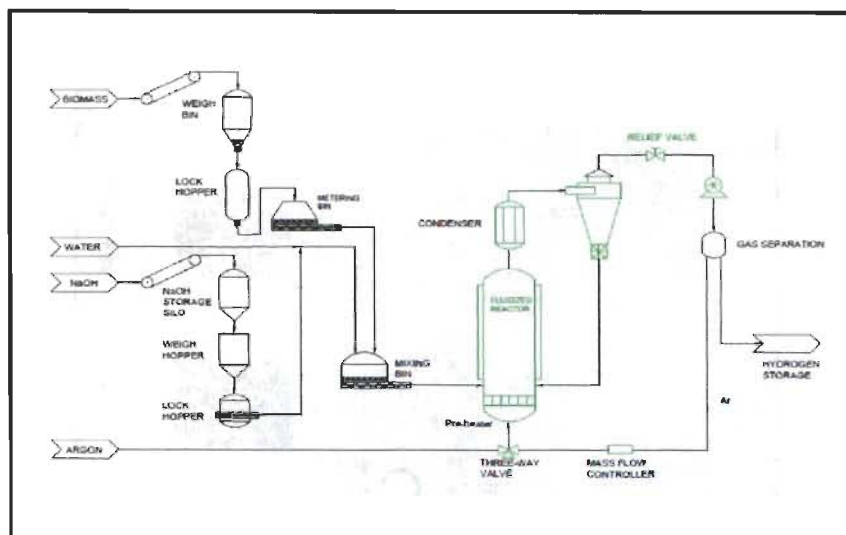 BIOMASS
WEIGH
BIN
LOCK
HOPPER
METERING
BIN
WATER
NaOH
NaOH
STORAGE
SILO
WEIGH
HOPPER
LOCK
HOPPER
ARGON
MIXING
BIN
CONDENSER
FLUIDIZED
REACTOR
Pre-heater
THREE-WAY
VALVE
MASS FLOW
CONTROLLER
RELIEF VALVE
GAS SEPARATION
HYDROGEN
STORAGE
Ar